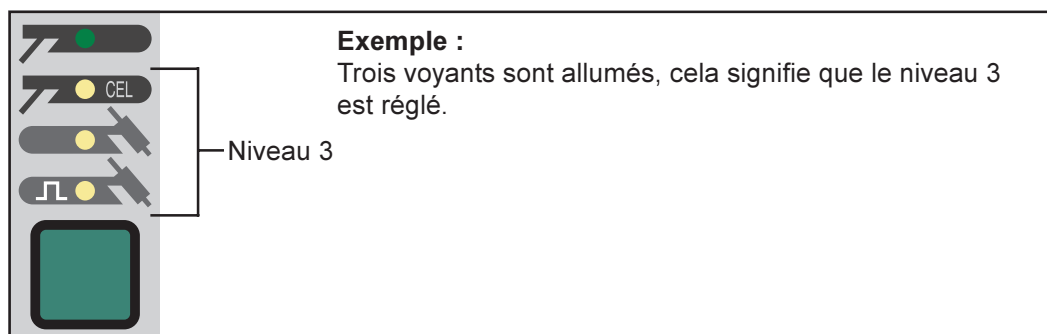 Exemple :
Trois voyants sont allumés, cela signifie que le niveau 3
est réglé.
CEL
Niveau 3